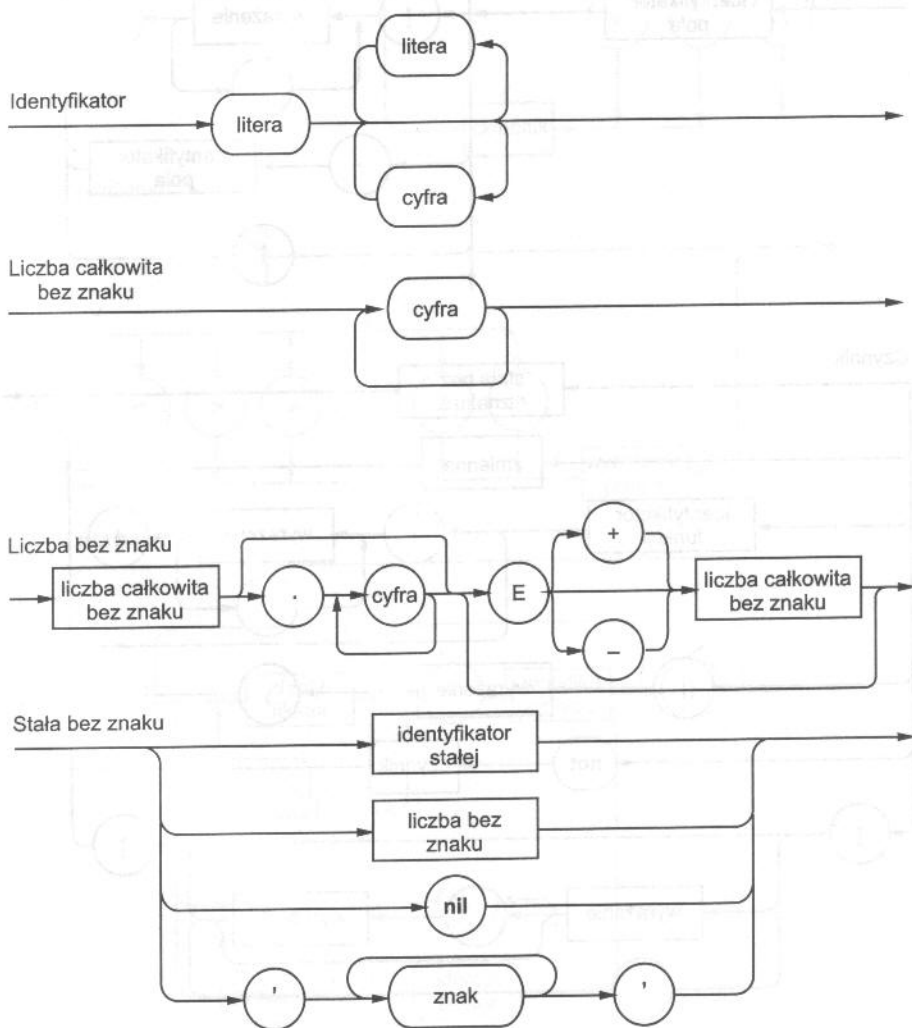 litera
Identyfikator
litera
cyfra
Liczba całkowita
bez znaku
cyfra
Liczba bez znaku
liczba całkowita
bez znaku
.
cyfra
E
+
–
liczba całkowita
bez znaku
Stała bez znaku
identyfikator
stałej
liczba bez
znaku
nil
'
znak
'